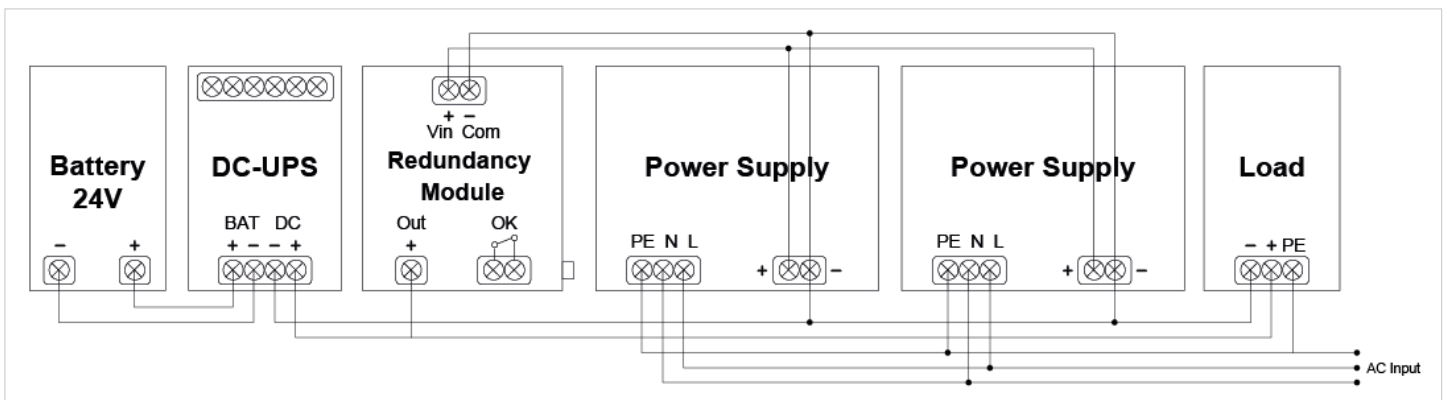 Battery
24V
- +
DC-UPS
BAT DC
+ - - +
+ -
Vin Com
Redundancy
Module
Out OK
+
Power Supply
PE N L
+ -
Power Supply
PE N L
+ -
Load
- + PE
AC Input